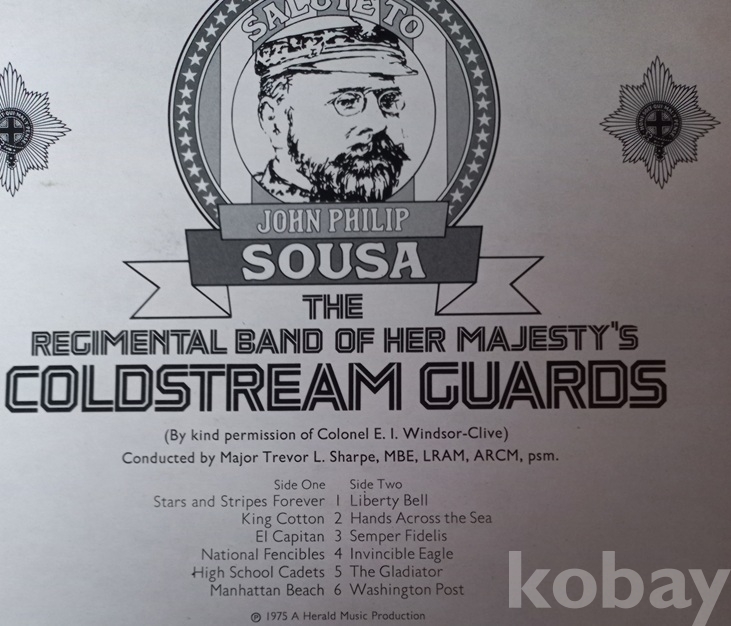 SALUTE TO
JOHN PHILIP
SOUSA
THE
REGIMENTAL BAND OF HER MAJESTY'S
COLDSTREAM GUARDS
(By kind permission of Colonel E. I. Windsor-Clive)
Conducted by Major Trevor L. Sharpe, MBE, LRAM, ARCM, psm.
Side One Side Two
Stars and Stripes Forever 1 Liberty Bell
King Cotton 2 Hands Across the Sea
El Capitan 3 Semper Fidelis
National Fencibles 4 Invincible Eagle
High School Cadets 5 The Gladiator
Manhattan Beach 6 Washington Post
℗ 1975 A Herald Music Production
kobay